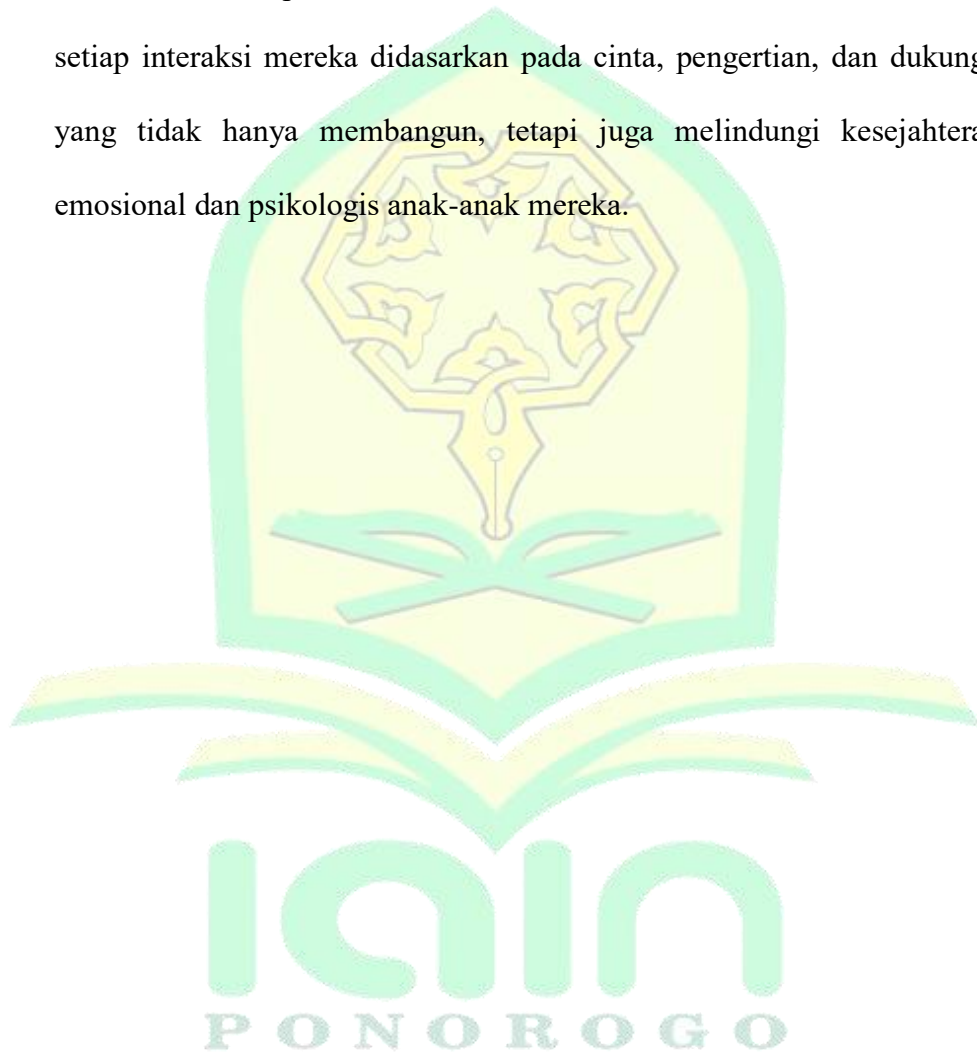 setiap interaksi mereka didasarkan pada cinta, pengertian, dan dukung
yang tidak hanya membangun, tetapi juga melindungi kesejahtera
emosional dan psikologis anak-anak mereka.
iain
PONOROGO